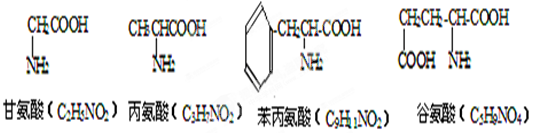 CH₂COOH CH₃CHCOOH CH₂CH-COOH CH₂CH₂-CH-COOH
NH₂ NH₂ NH₂ COOH NH₂
甘氨酸(C₂H₅NO₂) 丙氨酸(C₃H₇NO₂) 苯丙氨酸(C₉H₁₁NO₂) 谷氨酸(C₅H₉NO₄)